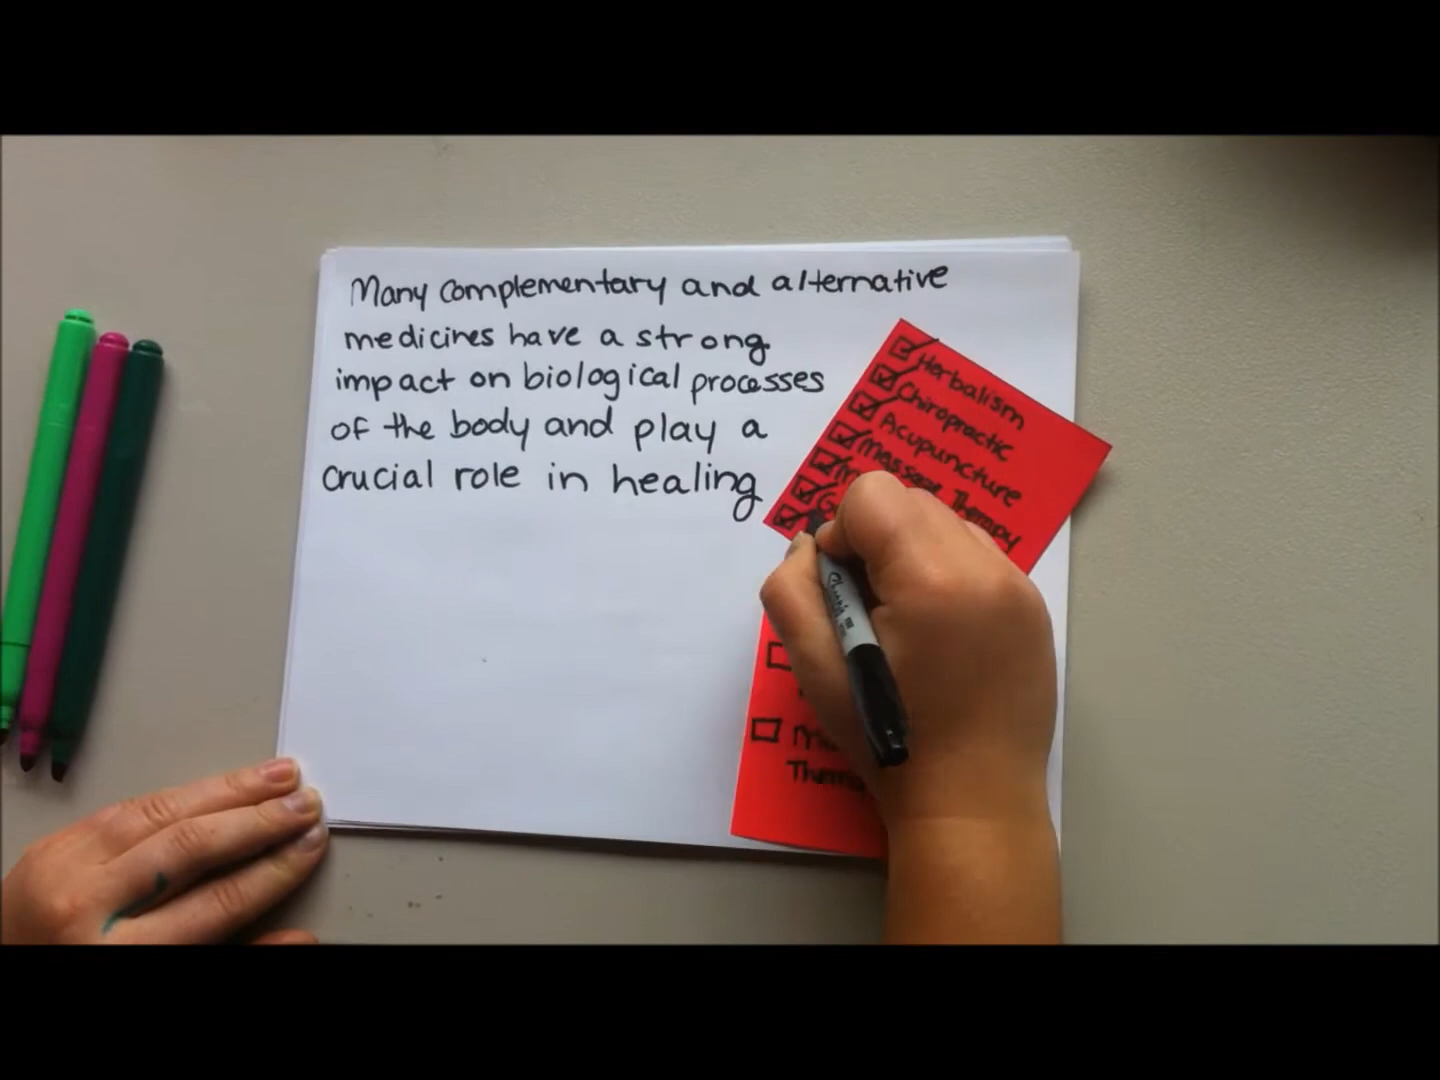 Many complementary and alternative
medicines have a strong
impact on biological processes
of the body and play a
crucial role in healing
Herbalism
Chiropractic
Acupuncture
Massage Therapy
Sharpie